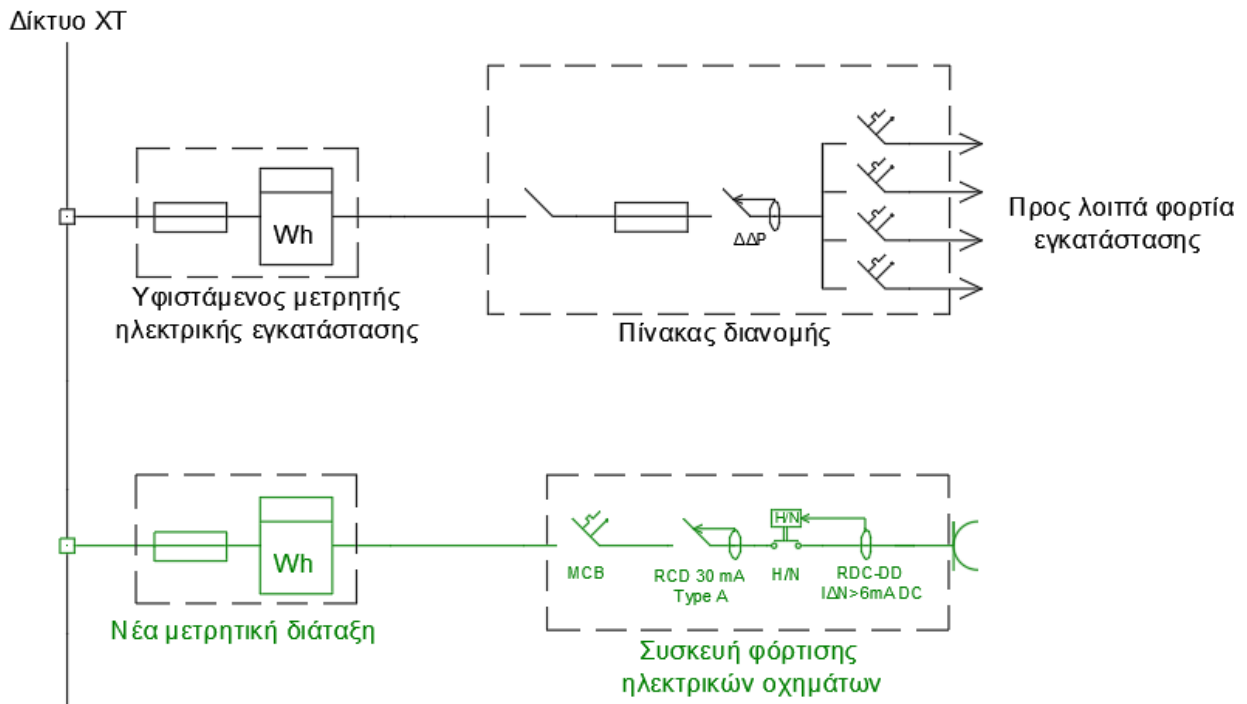 Δίκτυο ΧΤ
Wh
ΔΔΡ
Προς λοιπά φορτία
εγκατάστασης
Υφιστάμενος μετρητής
ηλεκτρικής εγκατάστασης
Πίνακας διανομής
Wh
H/N
MCB
RCD 30 mA
Type A
H/N
RDC-DD
IΔN>6mA DC
Νέα μετρητική διάταξη
Συσκευή φόρτισης
ηλεκτρικών οχημάτων